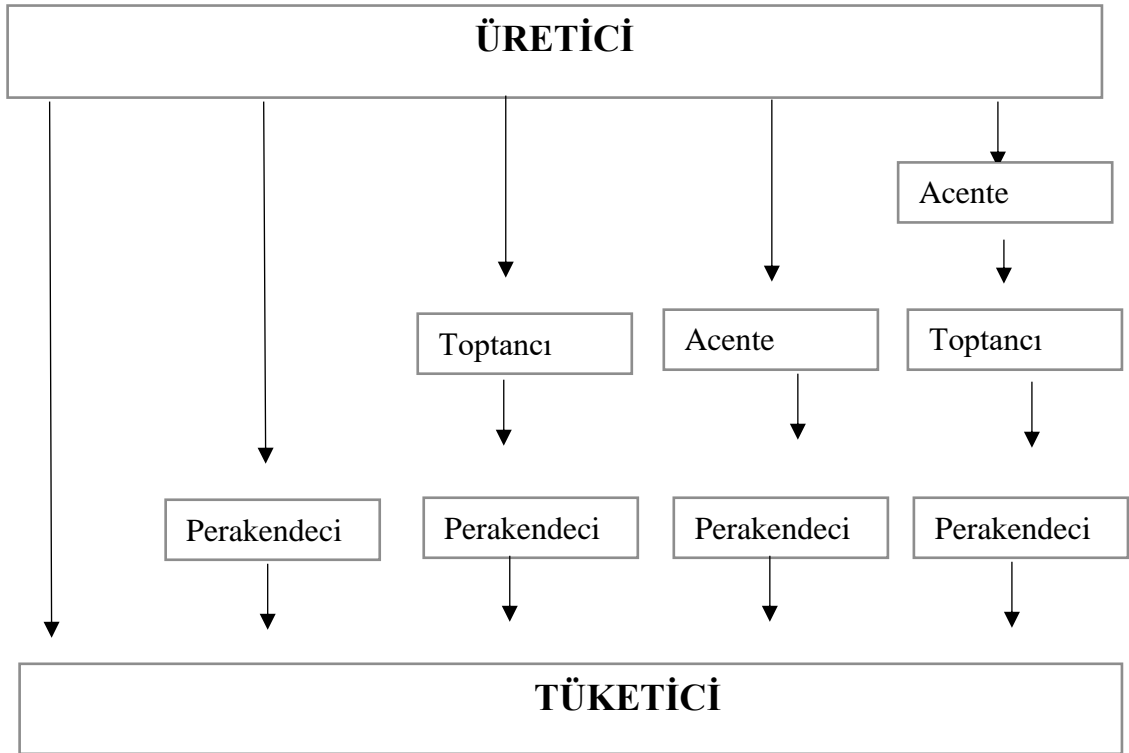 ÜRETİCİ
Acente
Toptancı
Acente
Toptancı
Perakendeci
Perakendeci
Perakendeci
Perakendeci
TÜKETİCİ